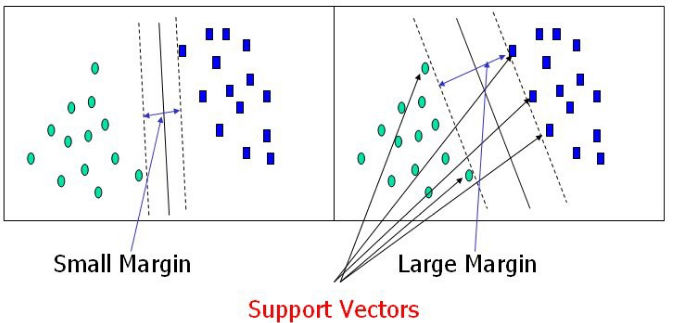 Small Margin
Large Margin
Support Vectors